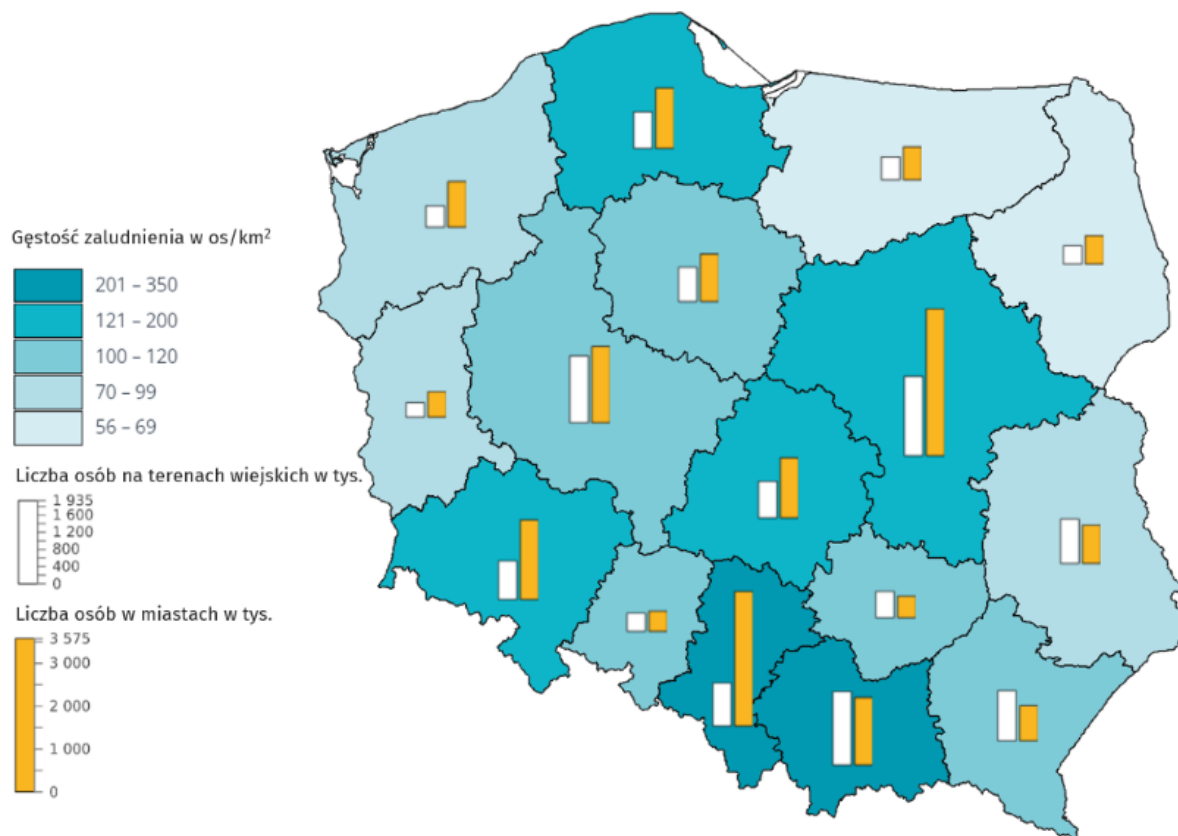 Gęstość zaludnienia w os/km²
201 – 350
121 – 200
100 – 120
70 – 99
56 – 69
Liczba osób na terenach wiejskich w tys.
1 935
1 600
1 200
800
400
0
Liczba osób w miastach w tys.
3 575
3 000
2 000
1 000
0